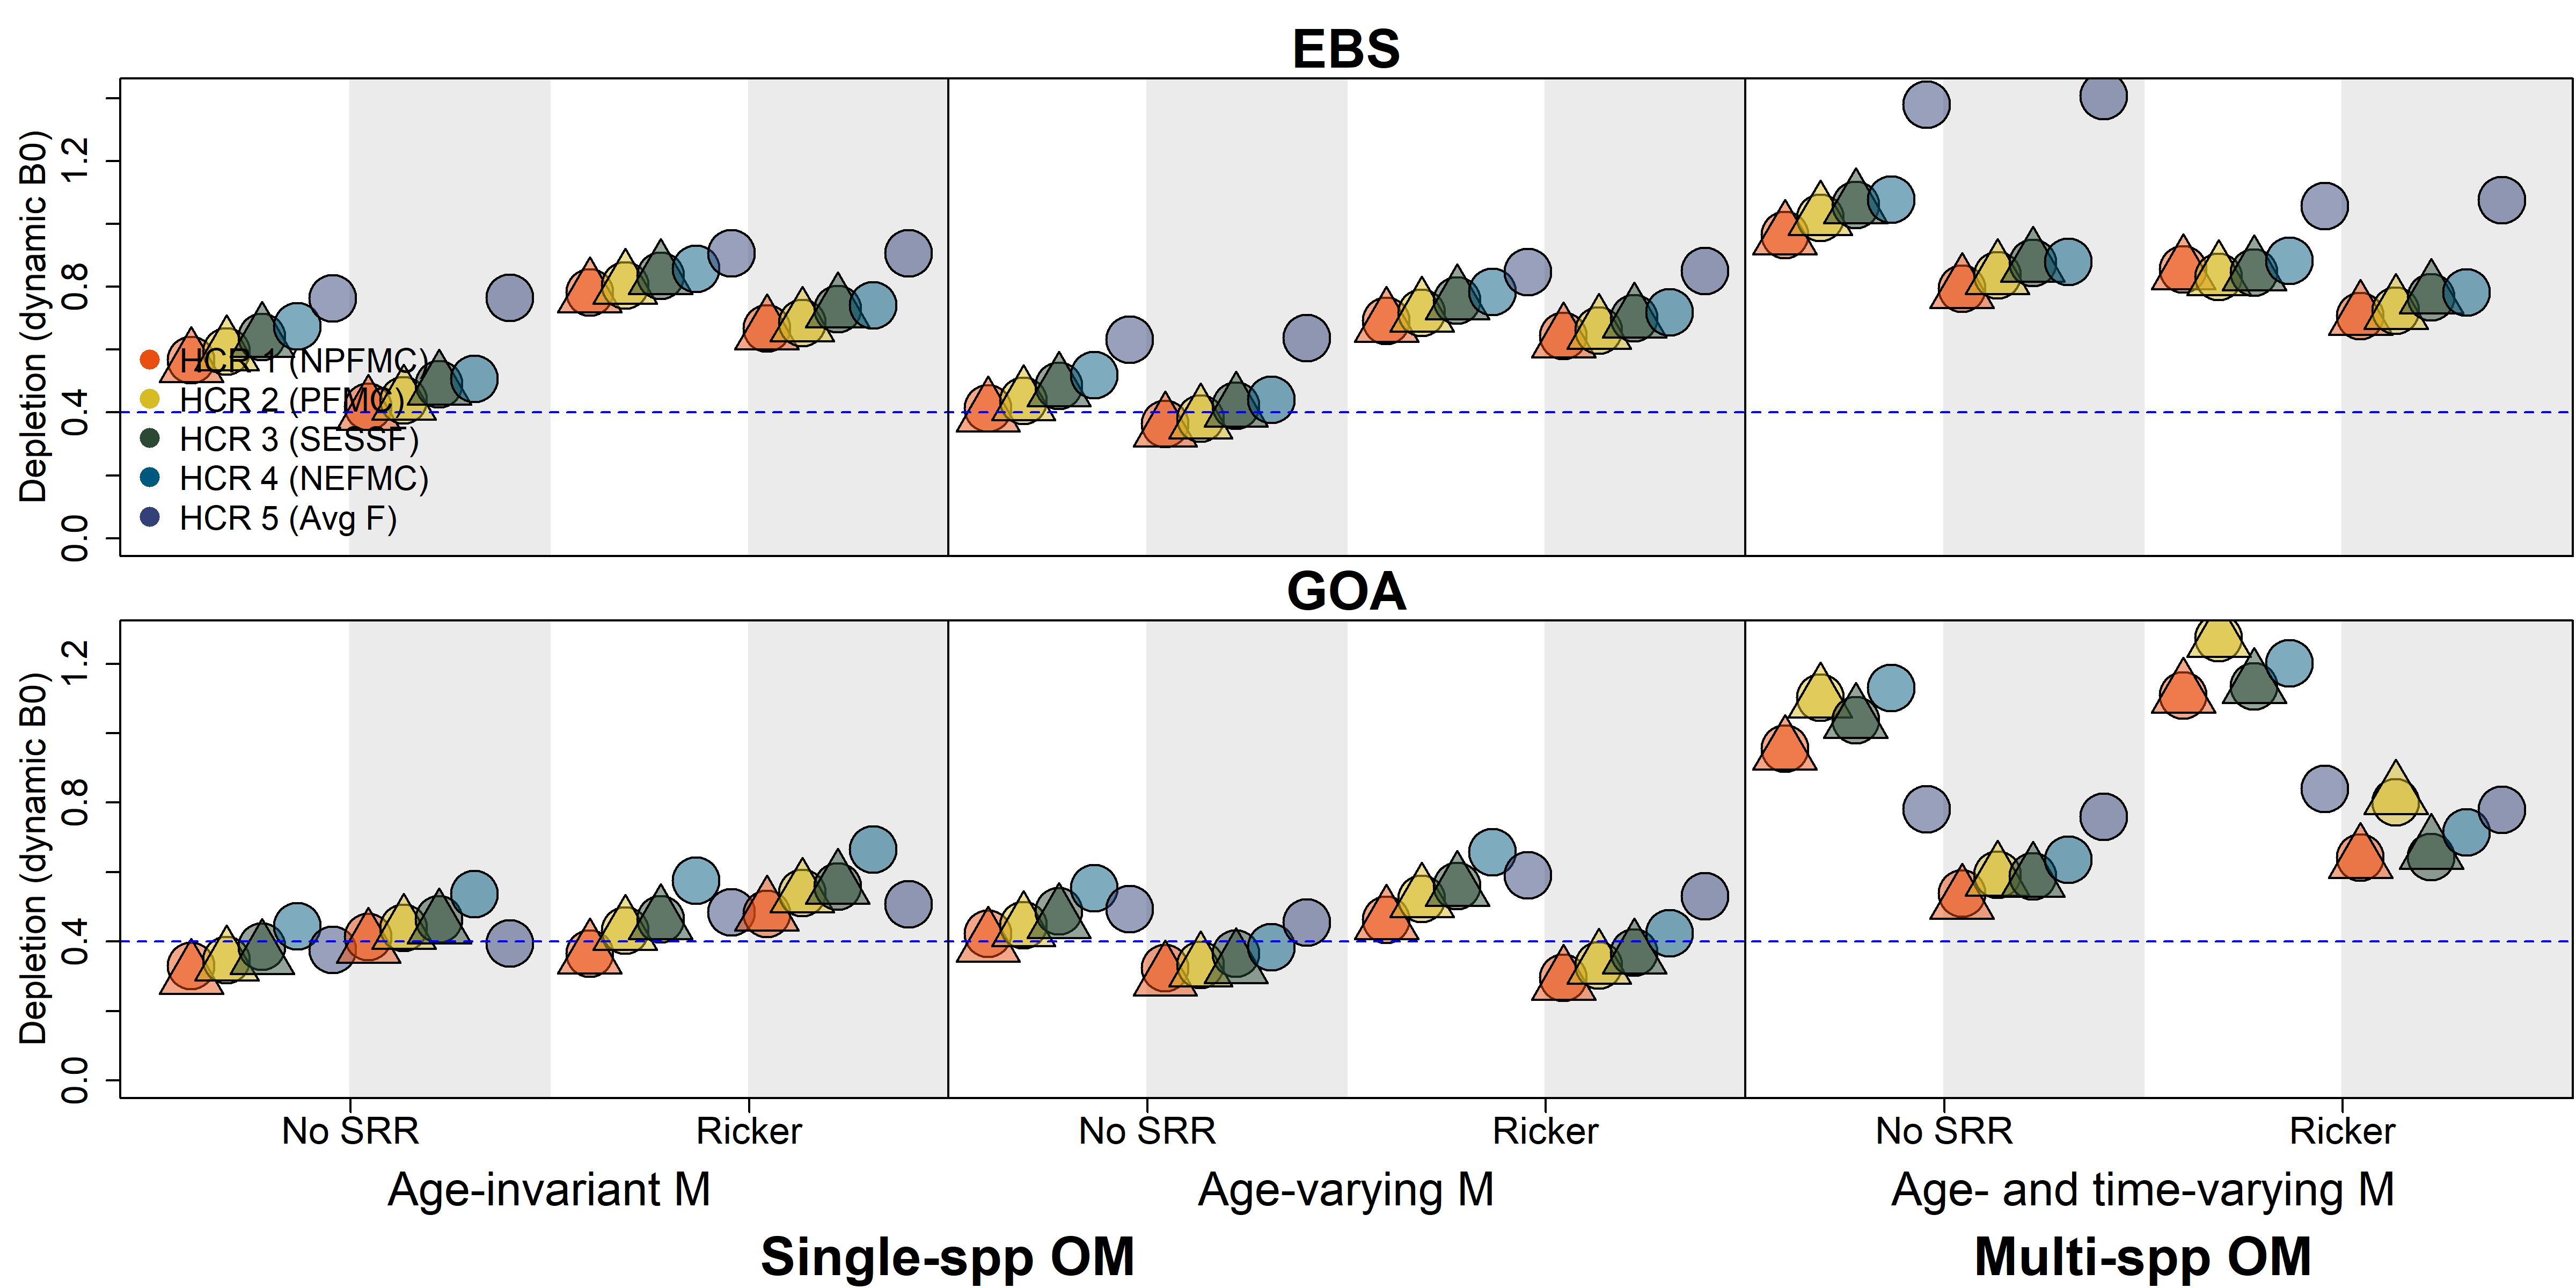 EBS
Depletion (dynamic B0)
1.2
0.8
0.4
0.0
HCR 1 (NPFMC)
HCR 2 (PFMC)
HCR 3 (SESSF)
HCR 4 (NEFMC)
HCR 5 (Avg F)
GOA
Depletion (dynamic B0)
1.2
0.8
0.4
0.0
No SRR Ricker No SRR Ricker No SRR Ricker
Age-invariant M Age-varying M Age- and time-varying M
Single-spp OM Multi-spp OM